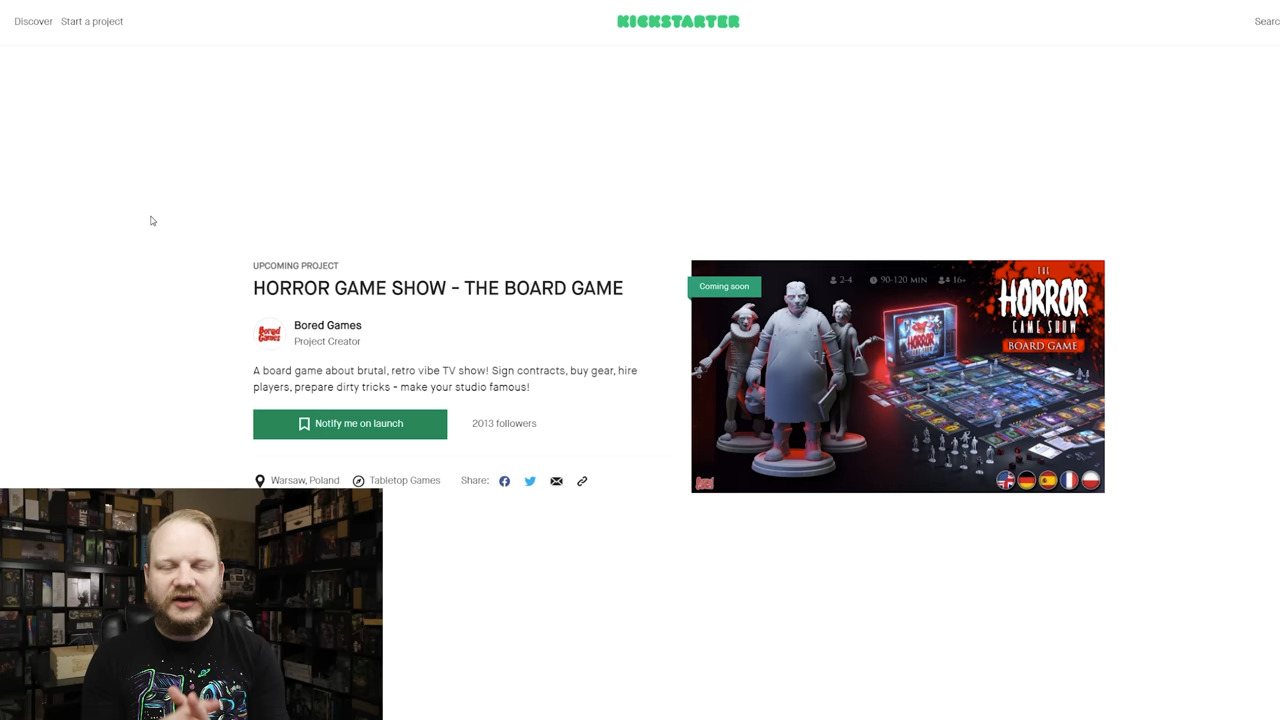 Discover Start a project
KICKSTARTER
Searc
UPCOMING PROJECT
HORROR GAME SHOW - THE BOARD GAME
Bored Games
Bored
Games
Project Creator
A board game about brutal, retro vibe TV show! Sign contracts, buy gear, hire
players, prepare dirty tricks - make your studio famous!
Notify me on launch
2013 followers
Warsaw, Poland
Tabletop Games
Share:
Coming soon
2-4
90-120 MIN
16+
THE
HORROR
GAME SHOW
BOARD GAME
HORROR